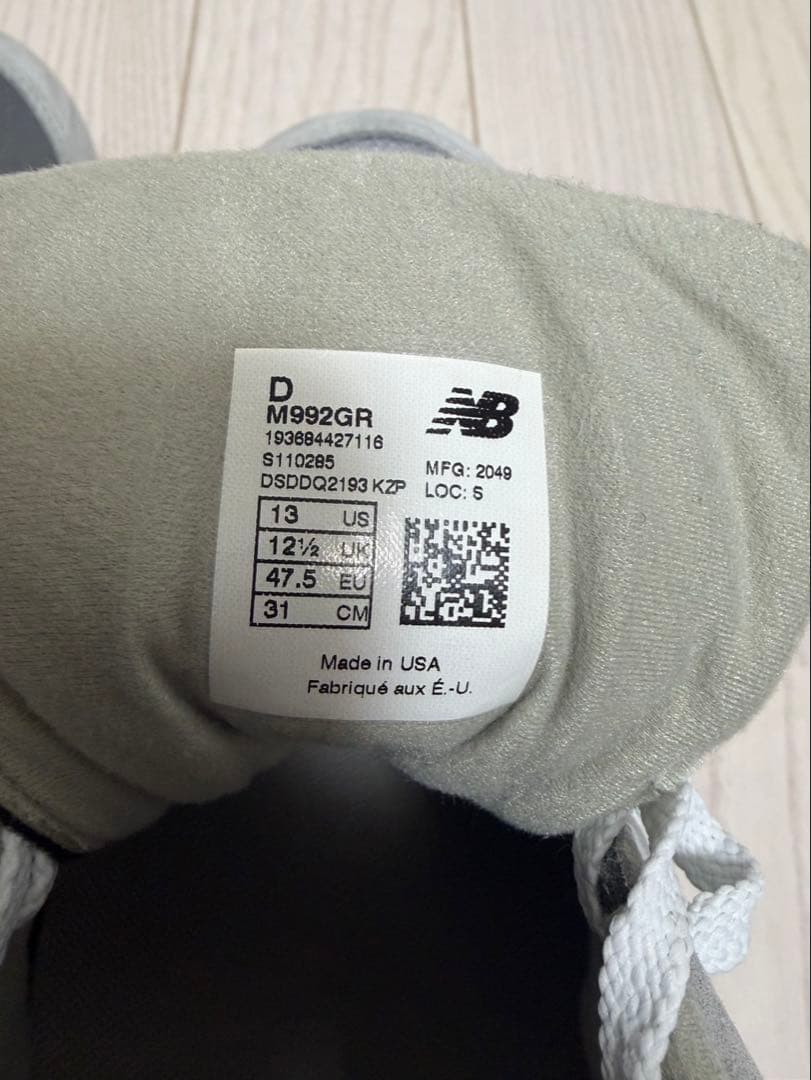 D
M992GR
193684427116
S110285
DSDDQ2193 KZP
NB
MFG: 2049
LOC: S
13 US
12½ UK
47.5 EU
31 CM
Made in USA
Fabriqué aux É.-U.